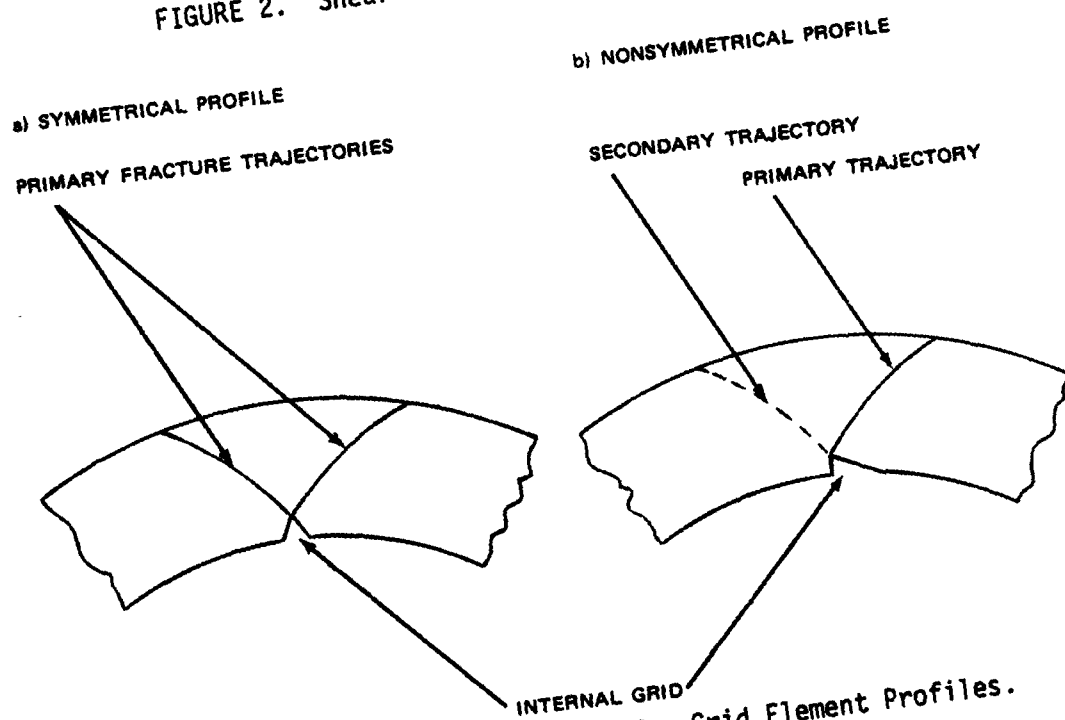 FIGURE 2.
b) NONSYMMETRICAL PROFILE
a) SYMMETRICAL PROFILE
SECONDARY TRAJECTORY
PRIMARY FRACTURE TRAJECTORIES
PRIMARY TRAJECTORY
INTERNAL GRID
Grid Element Profiles.